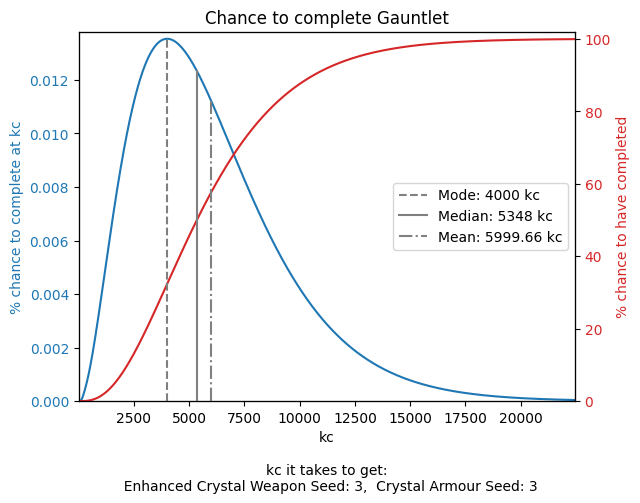 Chance to complete Gauntlet
% chance to complete at kc
0.012
0.010
0.008
0.006
0.004
0.002
0.000
Mode: 4000 kc
Median: 5348 kc
Mean: 5999.66 kc
100
80
60
40
20
0
% chance to have completed
2500 5000 7500 10000 12500 15000 17500 20000
kc
kc it takes to get:
Enhanced Crystal Weapon Seed: 3, Crystal Armour Seed: 3